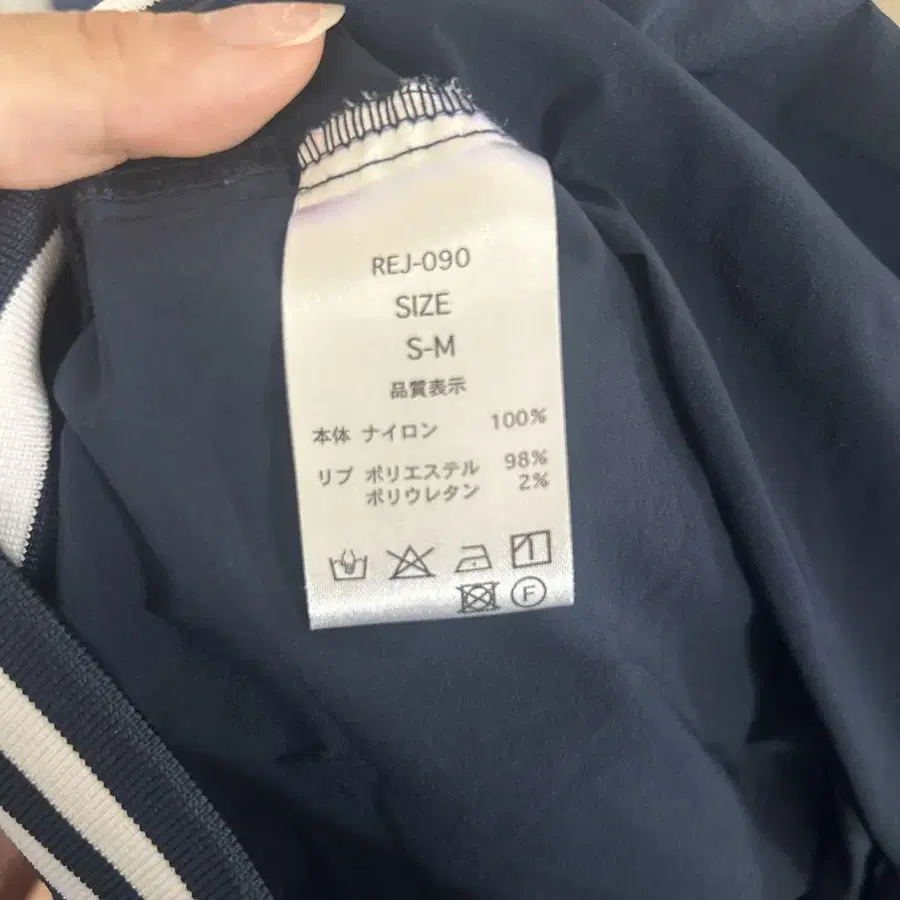 REJ-090
SIZE
S-M
品質表示
本体 ナイロン 100%
リブ ポリエステル 98%
ポリウレタン 2%
F